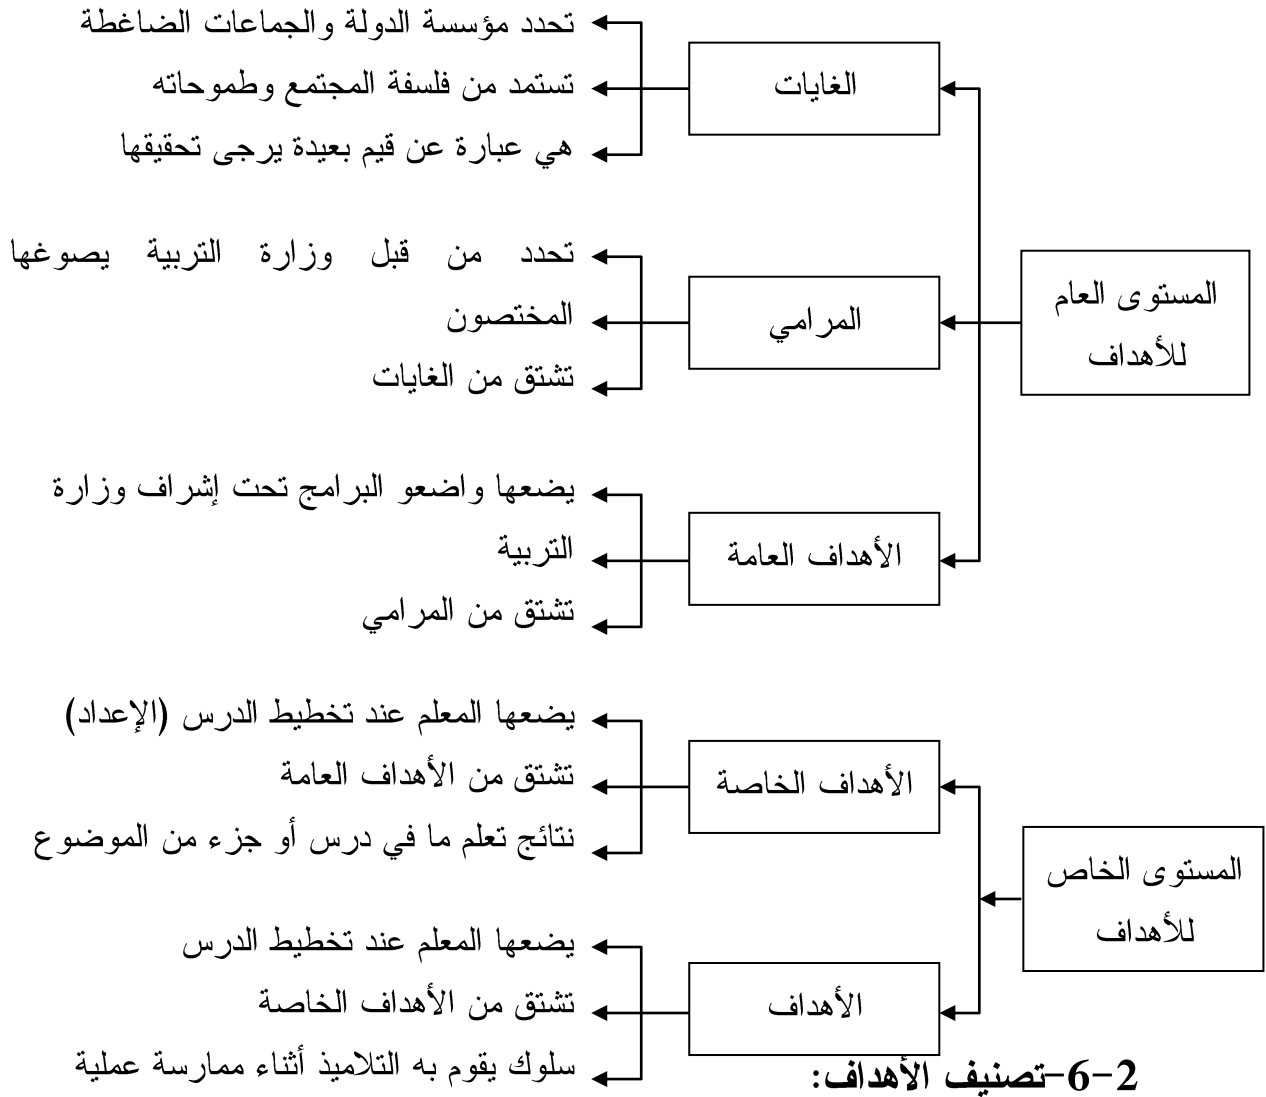 المستوى العام
للأهداف
الغايات
تحدد مؤسسة الدولة والجماعات الضاغطة
تستمد من فلسفة المجتمع وطموحاته
هي عبارة عن قيم بعيدة يرجى تحقيقها
المرامي
تحدد من قبل وزارة التربية يصوغها
المختصون
تشتق من الغايات
الأهداف العامة
يضعها واضعو البرامج تحت إشراف وزارة
التربية
تشتق من المرامي
المستوى الخاص
للأهداف
الأهداف الخاصة
يضعها المعلم عند تخطيط الدرس (الإعداد)
تشتق من الأهداف العامة
نتائج تعلم ما في درس أو جزء من الموضوع
الأهداف
يضعها المعلم عند تخطيط الدرس
تشتق من الأهداف الخاصة
سلوك يقوم به التلاميذ أثناء ممارسة عملية
2-6-تصنيف الأهداف: